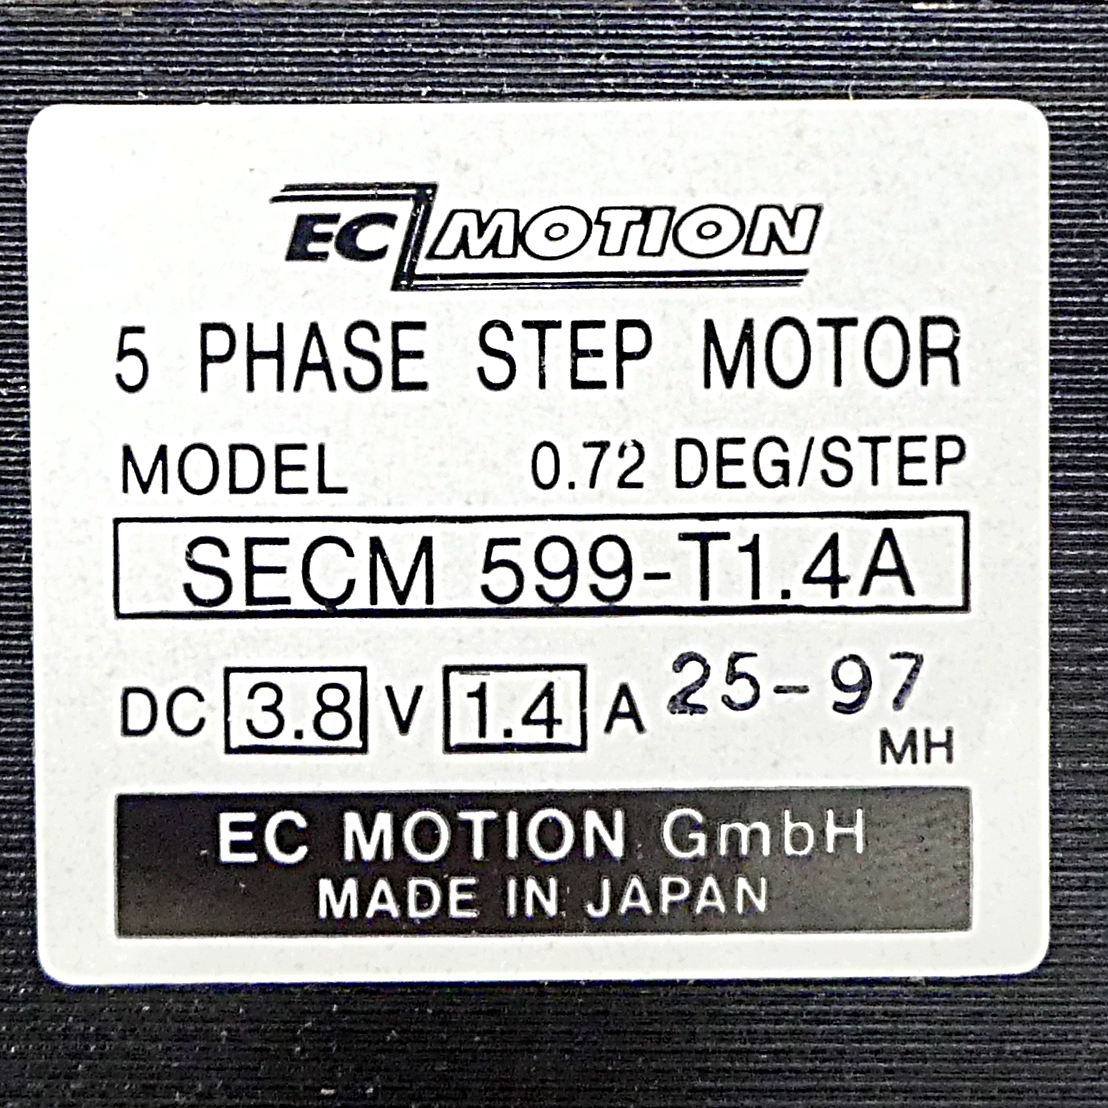 EC MOTION
5 PHASE STEP MOTOR
MODEL 0.72 DEG/STEP
SECM 599-T1.4A
DC 3.8 V 1.4 A 25-97
MH
EC MOTION GmbH
MADE IN JAPAN